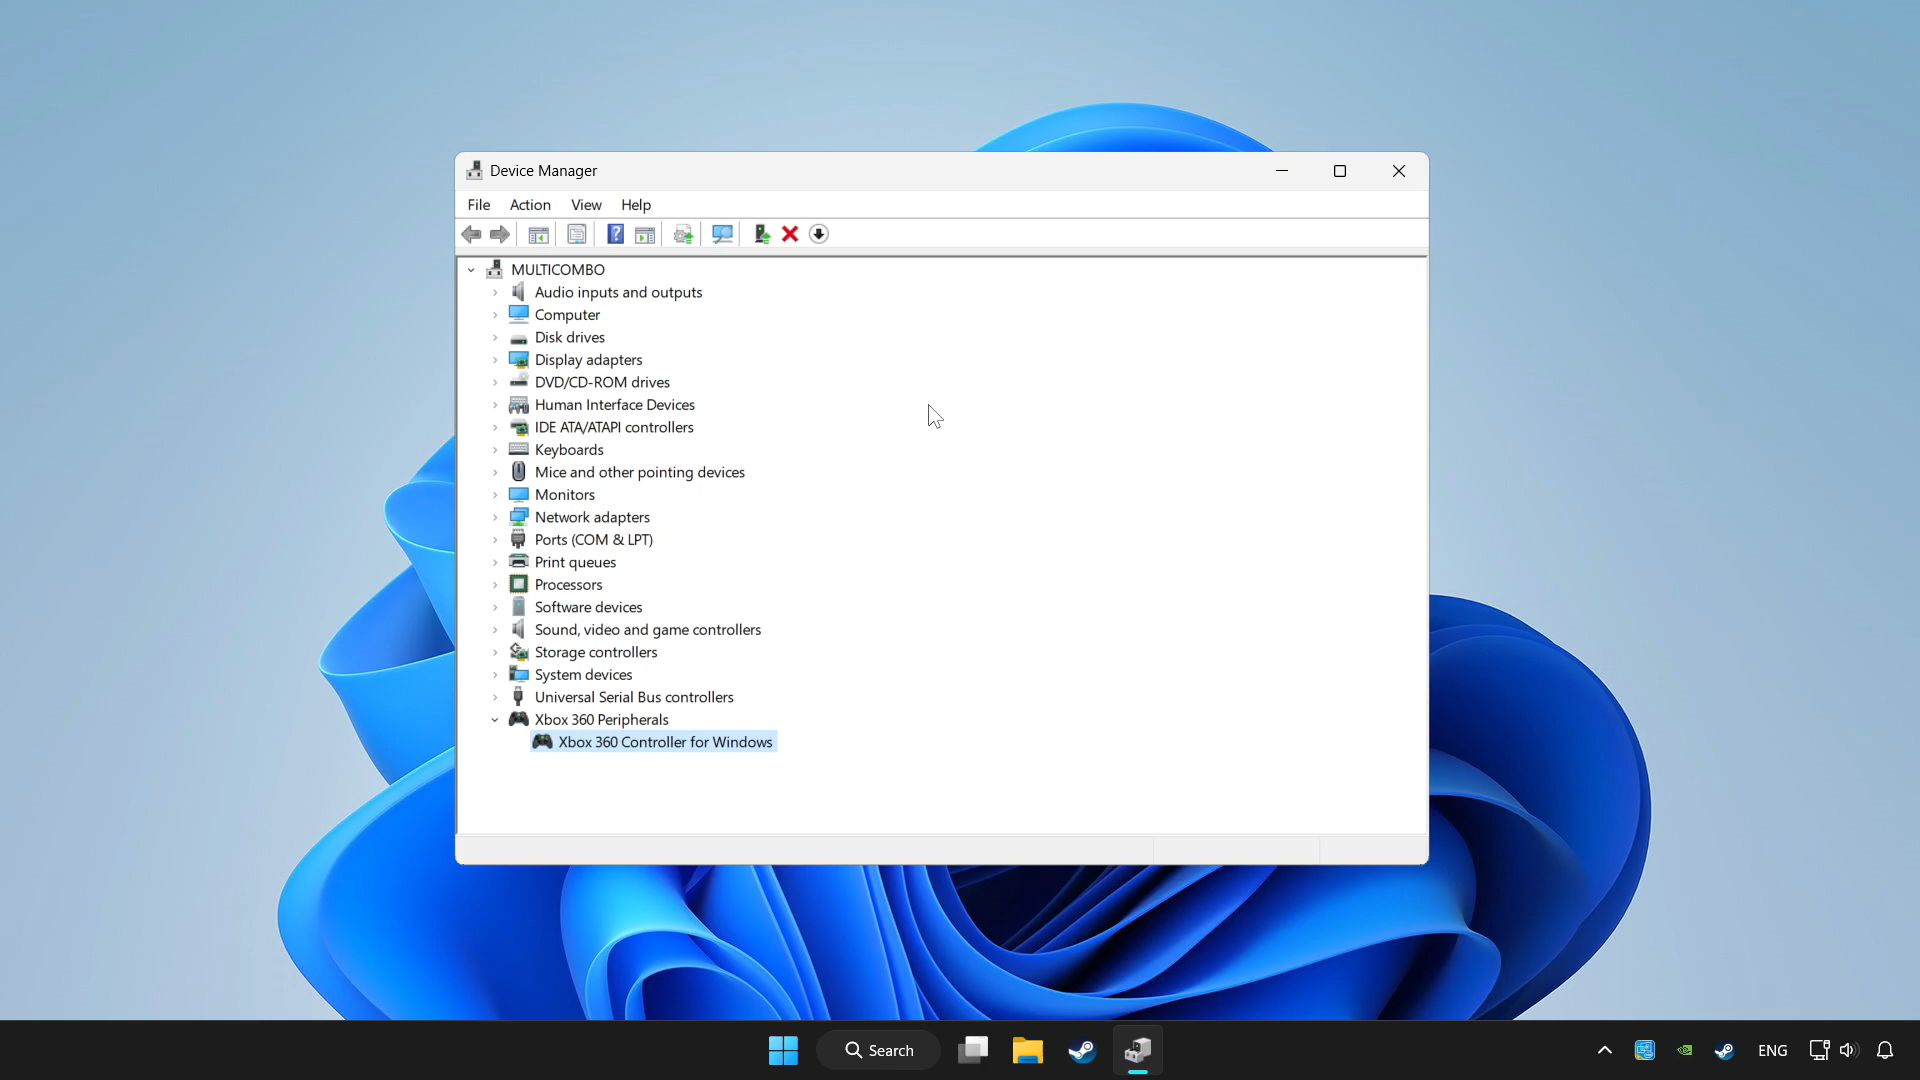 Device Manager
File Action View Help
MULTICOMBO
Audio inputs and outputs
Computer
Disk drives
Display adapters
DVD/CD-ROM drives
Human Interface Devices
IDE ATA/ATAPI controllers
Keyboards
Mice and other pointing devices
Monitors
Network adapters
Ports (COM & LPT)
Print queues
Processors
Software devices
Sound, video and game controllers
Storage controllers
System devices
Universal Serial Bus controllers
Xbox 360 Peripherals
Xbox 360 Controller for Windows
Search
ENG